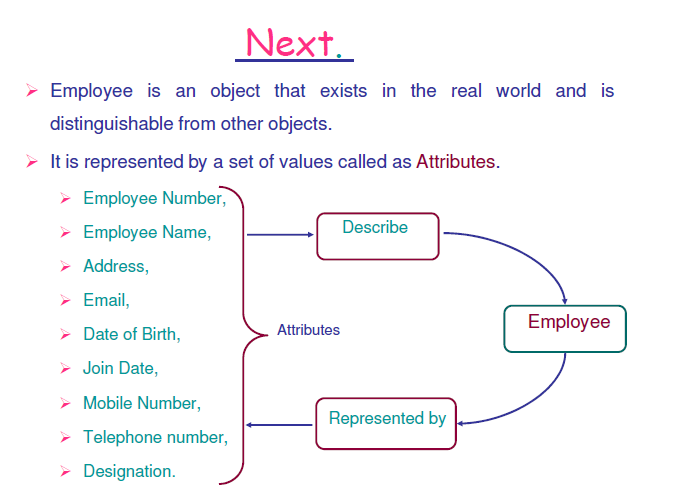 Next.
Employee is an object that exists in the real world and is
distinguishable from other objects.
It is represented by a set of values called as Attributes.
Employee Number,
Employee Name,
Address,
Email,
Date of Birth,
Join Date,
Mobile Number,
Telephone number,
Designation.
Attributes
Describe
Employee
Represented by